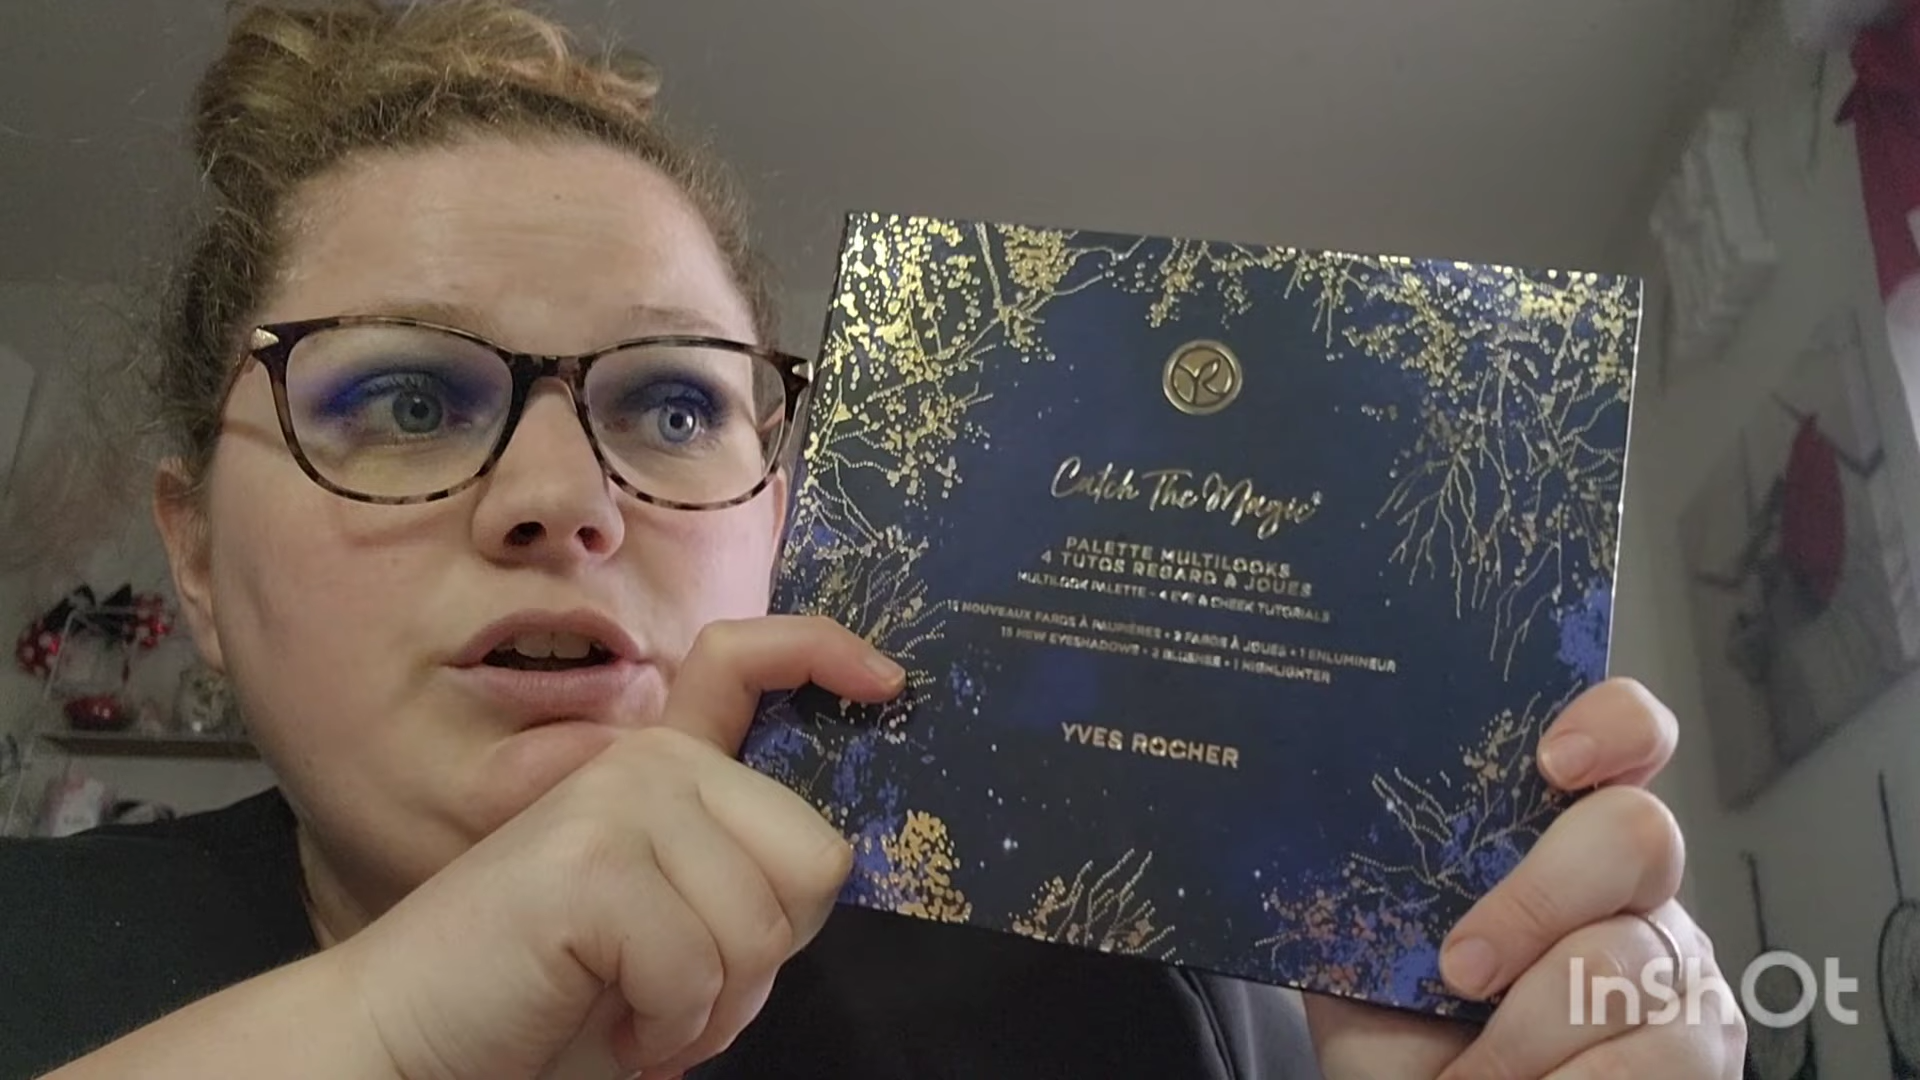 YR
Catch The Magic
PALETTE MULTILOOKS
4 TUTOS REGARD & JOUES
MULTILOOK PALETTE - 4 EYE & CHEEK TUTORIALS
15 NOUVEAUX FARDS À PAUPIÈRES • 2 FARDS À JOUES • 1 ENLUMINEUR
15 NEW EYESHADOWS • 2 BLUSHES • 1 HIGHLIGHTER
YVES ROCHER
InShOt